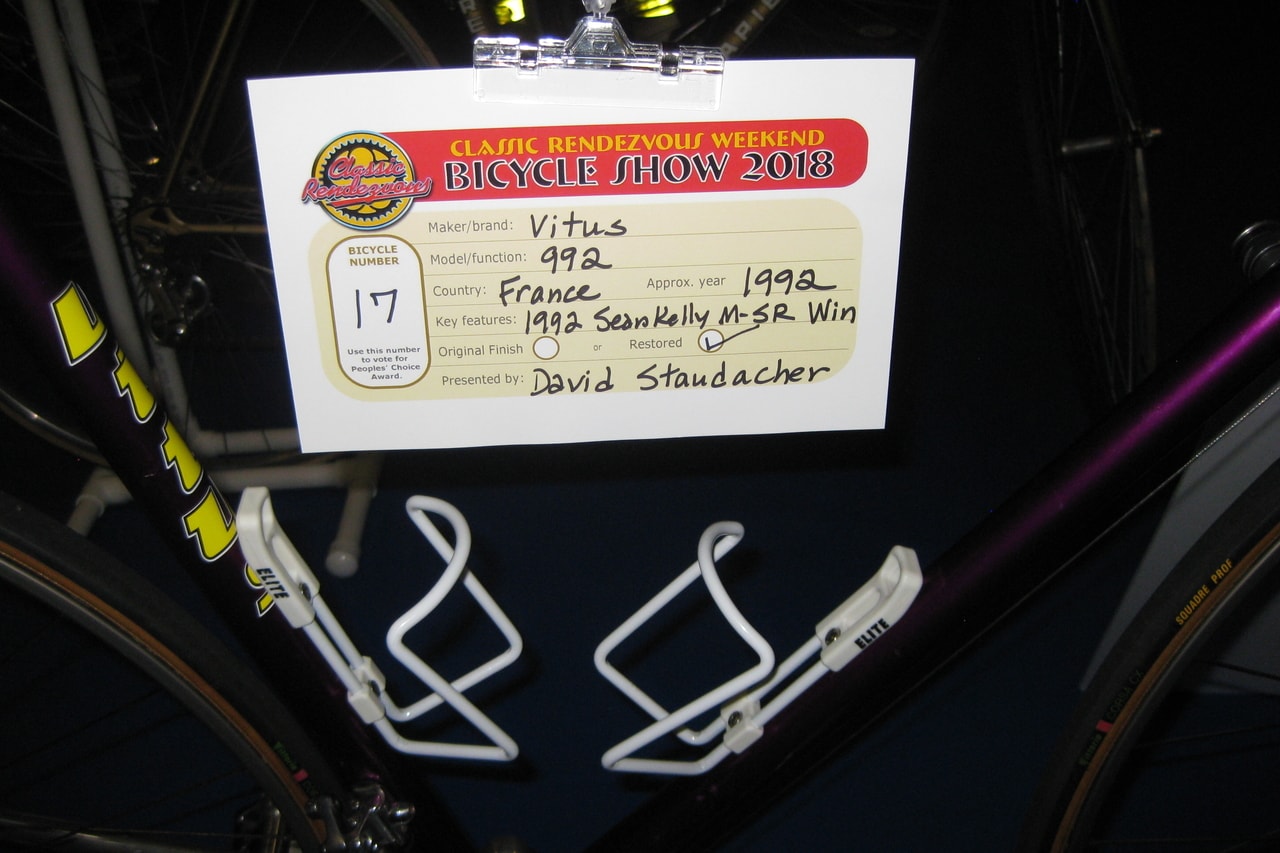 CLASSIC RENDEZVOUS WEEKEND
BICYCLE SHOW 2018
Classic
Rendezvous
BICYCLE
NUMBER
17
Use this number
to vote for
Peoples' Choice
Award.
Maker/brand: Vitus
Model/function: 992
Country: France Approx. year 1992
Key features: 1992 Sean Kelly M-SR Win
Original Finish or Restored
Presented by: David Staudacher
Vitus
ELITE
ELITE
SQUADRE PROF